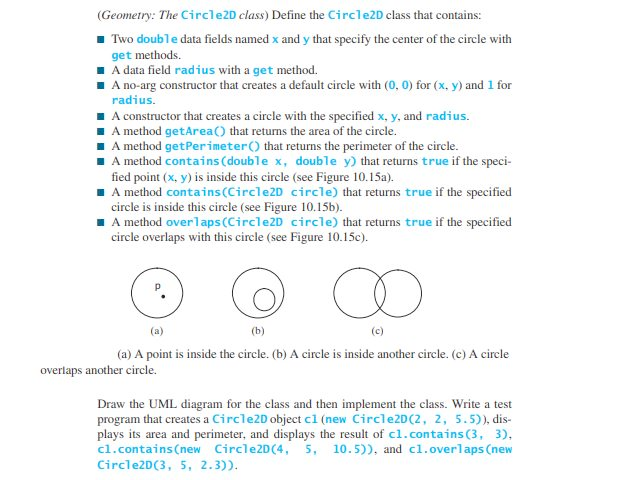 (Geometry: The Circle2D class) Define the Circle2D class that contains:
■ Two double data fields named x and y that specify the center of the circle with
get methods.
■ A data field radius with a get method.
■ A no-arg constructor that creates a default circle with (0, 0) for (x, y) and 1 for
radius.
■ A constructor that creates a circle with the specified x, y, and radius.
■ A method getArea() that returns the area of the circle.
■ A method getPerimeter() that returns the perimeter of the circle.
■ A method contains(double x, double y) that returns true if the speci-
fied point (x, y) is inside this circle (see Figure 10.15a).
■ A method contains(Circle2D circle) that returns true if the specified
circle is inside this circle (see Figure 10.15b).
■ A method overlaps(Circle2D circle) that returns true if the specified
circle overlaps with this circle (see Figure 10.15c).
p
(a) (b) (c)
(a) A point is inside the circle. (b) A circle is inside another circle. (c) A circle
overlaps another circle.
Draw the UML diagram for the class and then implement the class. Write a test
program that creates a Circle2D object c1 (new Circle2D(2, 2, 5.5)), dis-
plays its area and perimeter, and displays the result of c1.contains(3, 3),
c1.contains(new Circle2D(4, 5, 10.5)), and c1.overlaps(new
Circle2D(3, 5, 2.3)).